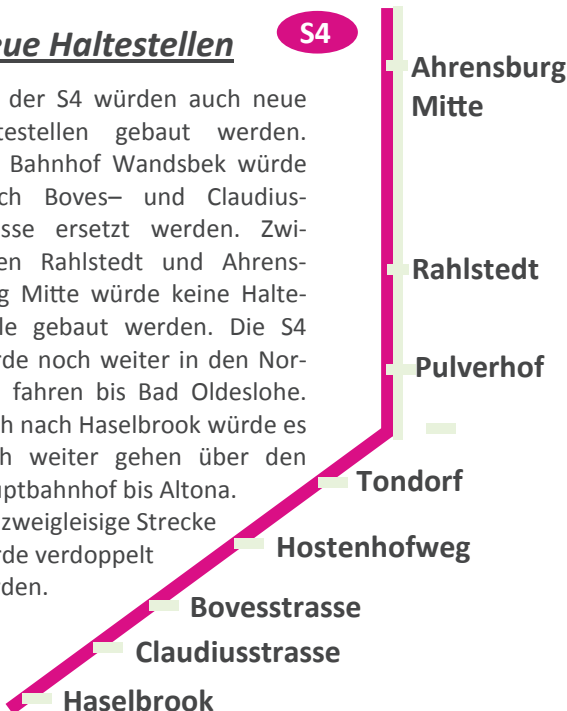 eue Haltestellen
S4
der S4 würden auch neue
testellen gebaut werden.
Bahnhof Wandsbek würde
ch Boves– und Claudius-
sse ersetzt werden. Zwi-
en Rahlstedt und Ahrens-
g Mitte würde keine Halte-
le gebaut werden. Die S4
rde noch weiter in den Nor-
fahren bis Bad Oldeslohe.
h nach Haselbrook würde es
h weiter gehen über den
uptbahnhof bis Altona.
zweigleisige Strecke
rde verdoppelt
rden.
Ahrensburg
Mitte
Rahlstedt
Pulverhof
Tondorf
Hostenhofweg
Bovesstrasse
Claudiusstrasse
Haselbrook